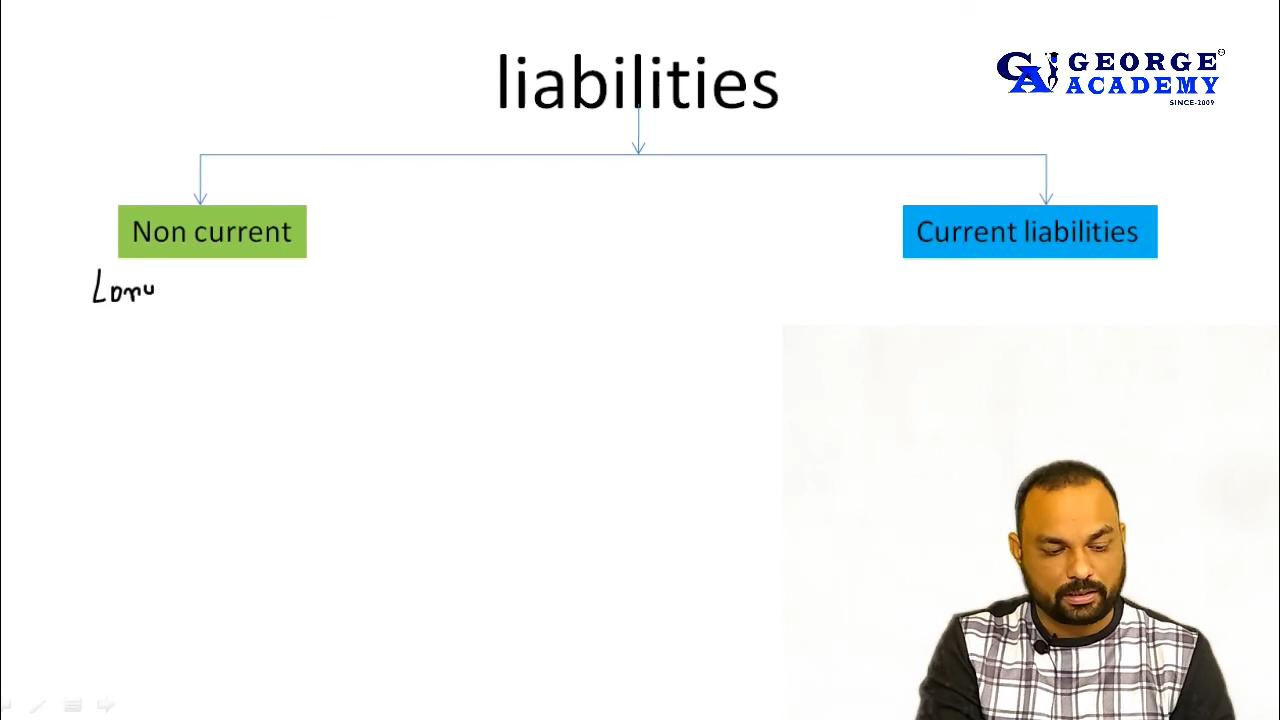 liabilities
GEORGE
ACADEMY
SINCE-2009
Non current
Current liabilities